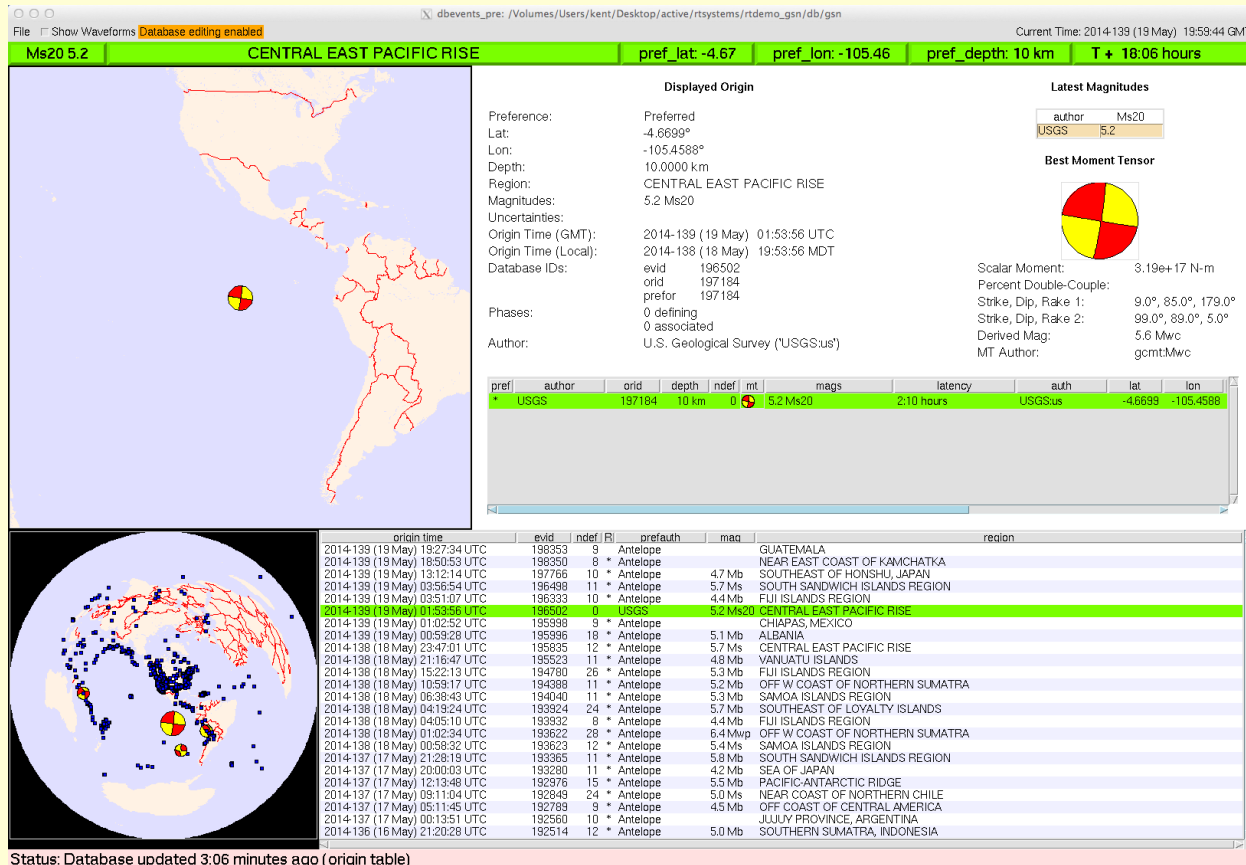 dbevents_pre: /Volumes/Users/kent/Desktop/active/rtsystems/rtdemo_gsn/db/gsn
File Show Waveforms Database editing enabled Current Time: 2014-139 (19 May) 19:59:44 GMT
Ms20 5.2 CENTRAL EAST PACIFIC RISE pref_lat: -4.67 pref_lon: -105.46 pref_depth: 10 km T + 18:06 hours
Displayed Origin
Preference: Preferred
Lat: -4.6699°
Lon: -105.4588°
Depth: 10.0000 km
Region: CENTRAL EAST PACIFIC RISE
Magnitudes: 5.2 Ms20
Uncertainties:
Origin Time (GMT): 2014-139 (19 May) 01:53:56 UTC
Origin Time (Local): 2014-138 (18 May) 19:53:56 MDT
Database IDs: evid 196502
orid 197184
prefor 197184
Phases: 0 defining
0 associated
Author: U.S. Geological Survey ('USGS:us')
Latest Magnitudes
author Ms20
USGS 5.2
Best Moment Tensor
Scalar Moment: 3.19e+17 N-m
Percent Double-Couple:
Strike, Dip, Rake 1: 9.0°, 85.0°, 179.0°
Strike, Dip, Rake 2: 99.0°, 89.0°, 5.0°
Derived Mag: 5.6 Mwc
MT Author: gcmt:Mwc
pref author orid depth ndef mt mags latency auth lat lon
* USGS 197184 10 km 0 5.2 Ms20 2:10 hours USGS:us -4.6699 -105.4588
origin time evid ndef R prefauth mag region
2014-139 (19 May) 19:27:34 UTC 198353 9 Antelope GUATEMALA
2014-139 (19 May) 18:50:53 UTC 198350 8 * Antelope NEAR EAST COAST OF KAMCHATKA
2014-139 (19 May) 13:12:14 UTC 197766 10 * Antelope 4.7 Mb SOUTHEAST OF HONSHU, JAPAN
2014-139 (19 May) 03:56:54 UTC 196498 11 * Antelope 5.7 Ms SOUTH SANDWICH ISLANDS REGION
2014-139 (19 May) 03:51:07 UTC 196333 10 * Antelope 4.4 Mb FIJI ISLANDS REGION
2014-139 (19 May) 01:53:56 UTC 196502 0 USGS 5.2 Ms20 CENTRAL EAST PACIFIC RISE
2014-139 (19 May) 01:02:52 UTC 195998 9 * Antelope CHIAPAS, MEXICO
2014-139 (19 May) 00:59:28 UTC 195996 18 * Antelope 5.1 Mb ALBANIA
2014-138 (18 May) 23:47:01 UTC 195835 12 * Antelope 5.7 Ms CENTRAL EAST PACIFIC RISE
2014-138 (18 May) 21:16:47 UTC 195523 11 * Antelope 4.8 Mb VANUATU ISLANDS
2014-138 (18 May) 15:22:13 UTC 194780 26 * Antelope 5.3 Mb FIJI ISLANDS REGION
2014-138 (18 May) 10:59:17 UTC 194388 11 * Antelope 5.2 Mb OFF W COAST OF NORTHERN SUMATRA
2014-138 (18 May) 06:38:43 UTC 194040 11 * Antelope 5.3 Ms SAMOA ISLANDS REGION
2014-138 (18 May) 04:19:24 UTC 193924 24 * Antelope 5.7 Mb SOUTHEAST OF LOYALTY ISLANDS
2014-138 (18 May) 04:05:10 UTC 193932 8 * Antelope 4.4 Mb FIJI ISLANDS REGION
2014-138 (18 May) 01:02:34 UTC 193622 28 * Antelope 6.4 Mwp OFF W COAST OF NORTHERN SUMATRA
2014-138 (18 May) 00:58:32 UTC 193623 12 * Antelope 5.4 Ms SAMOA ISLANDS REGION
2014-137 (17 May) 21:28:19 UTC 193365 11 * Antelope 5.8 Mb SOUTH SANDWICH ISLANDS REGION
2014-137 (17 May) 20:00:03 UTC 193280 11 * Antelope 4.2 Mb SEA OF JAPAN
2014-137 (17 May) 12:13:48 UTC 192976 15 * Antelope 5.5 Mb PACIFIC-ANTARCTIC RIDGE
2014-137 (17 May) 09:11:04 UTC 192849 24 * Antelope 5.0 Ms NEAR COAST OF NORTHERN CHILE
2014-137 (17 May) 05:11:45 UTC 192789 9 * Antelope 4.5 Mb OFF COAST OF CENTRAL AMERICA
2014-137 (17 May) 00:13:51 UTC 192560 10 * Antelope JUJUY PROVINCE, ARGENTINA
2014-136 (16 May) 21:20:28 UTC 192514 12 * Antelope 5.0 Mb SOUTHERN SUMATRA, INDONESIA
Status: Database updated 3:06 minutes ago (origin table)